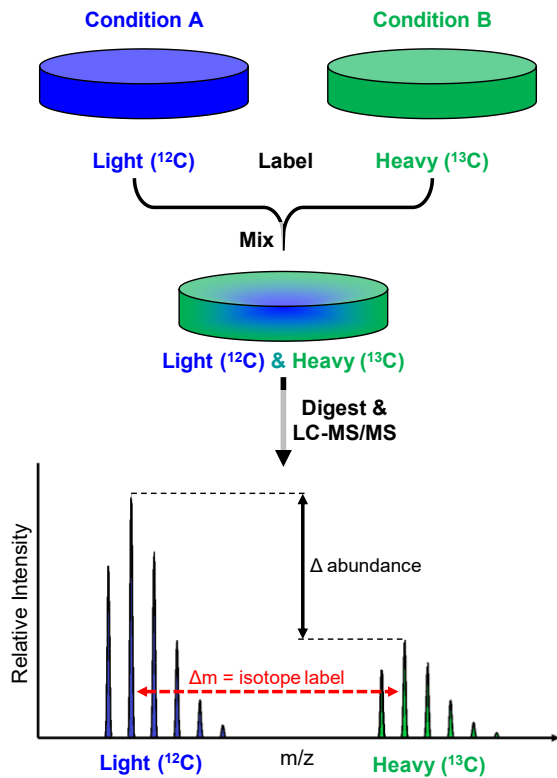 Condition A
Condition B
Light (¹²C)
Label
Heavy (¹³C)
Mix
Light (¹²C) & Heavy (¹³C)
Digest &
LC-MS/MS
Relative Intensity
Δ abundance
Δm = isotope label
Light (¹²C)
m/z
Heavy (¹³C)